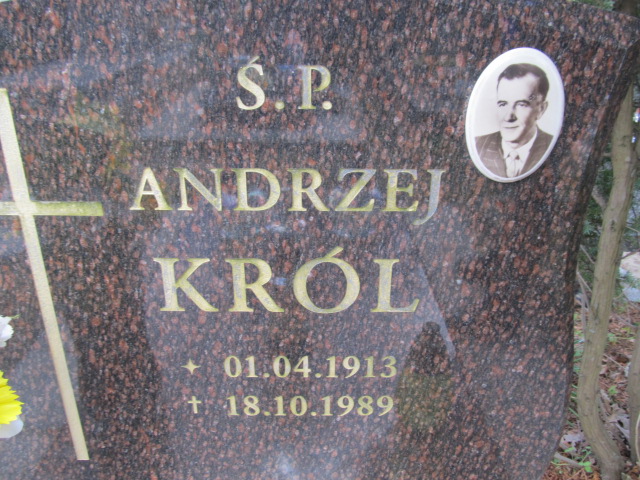 Ś.P.
ANDRZEJ
KRÓL
✦ 01.04.1913
✝ 18.10.1989